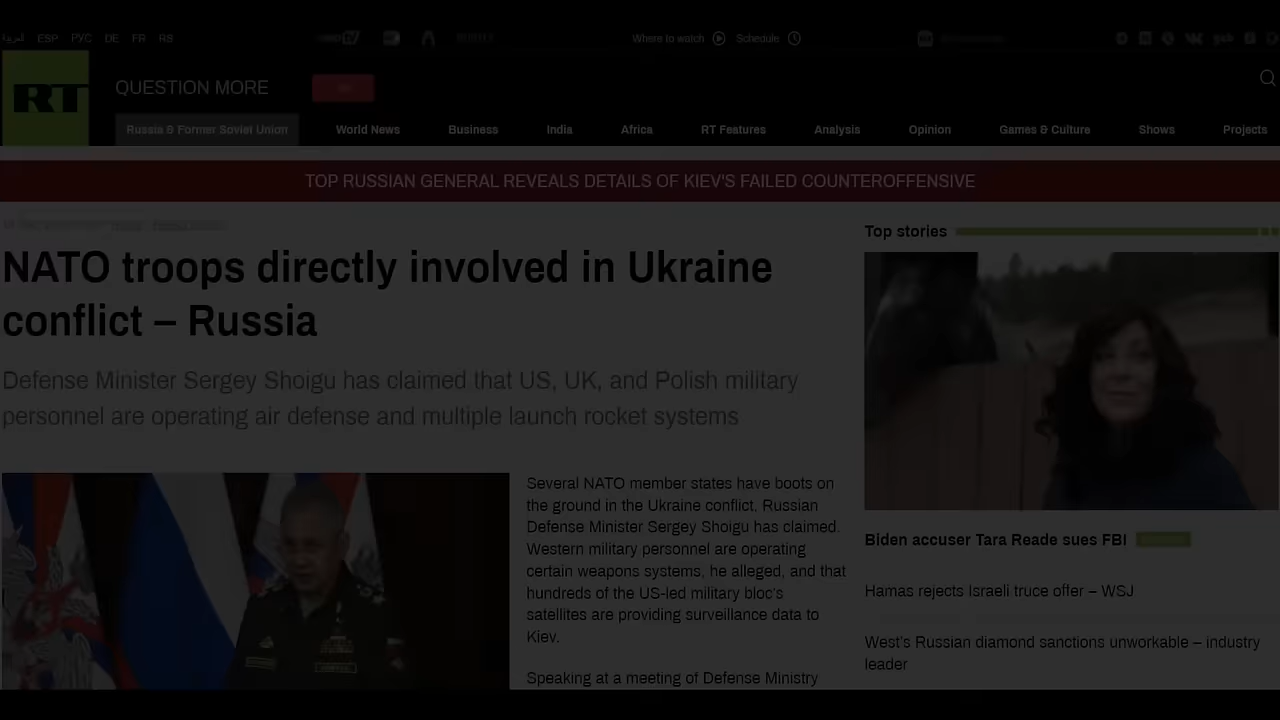 العربية ESP РУС DE FR RS
TV
Where to watch Schedule
RT
QUESTION MORE
Russia & Former Soviet Union World News Business India Africa RT Features Analysis Opinion Games & Culture Shows Projects
TOP RUSSIAN GENERAL REVEALS DETAILS OF KIEV'S FAILED COUNTEROFFENSIVE
NATO troops directly involved in Ukraine
conflict – Russia
Defense Minister Sergey Shoigu has claimed that US, UK, and Polish military
personnel are operating air defense and multiple launch rocket systems
Several NATO member states have boots on
the ground in the Ukraine conflict, Russian
Defense Minister Sergey Shoigu has claimed.
Western military personnel are operating
certain weapons systems, he alleged, and that
hundreds of the US-led military bloc's
satellites are providing surveillance data to
Kiev.
Speaking at a meeting of Defense Ministry
Top stories
Biden accuser Tara Reade sues FBI
Hamas rejects Israeli truce offer – WSJ
West's Russian diamond sanctions unworkable – industry
leader